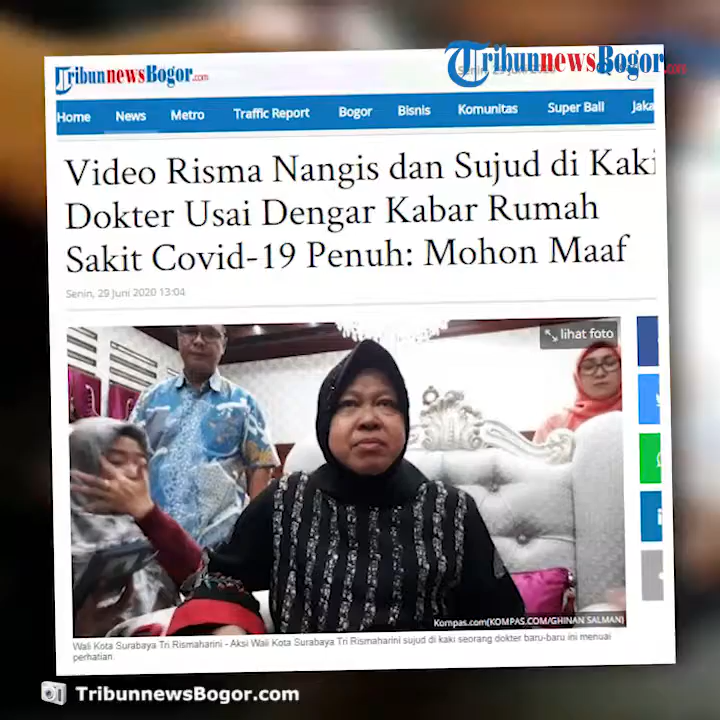 TribunnewsBogor.com
TribunnewsBogor.com
Home News Metro Traffic Report Bogor Bisnis Komunitas Super Ball Jaka
Video Risma Nangis dan Sujud di Kaki
Dokter Usai Dengar Kabar Rumah
Sakit Covid-19 Penuh: Mohon Maaf
Senin, 29 Juni 2020 13:04
lihat foto
Kompas.com(KOMPAS.COM/GHINAN SALMAN)
Wali Kota Surabaya Tri Rismaharini - Aksi Wali Kota Surabaya Tri Rismaharini sujud di kaki seorang dokter baru-baru ini menuai
perhatian.
TribunnewsBogor.com